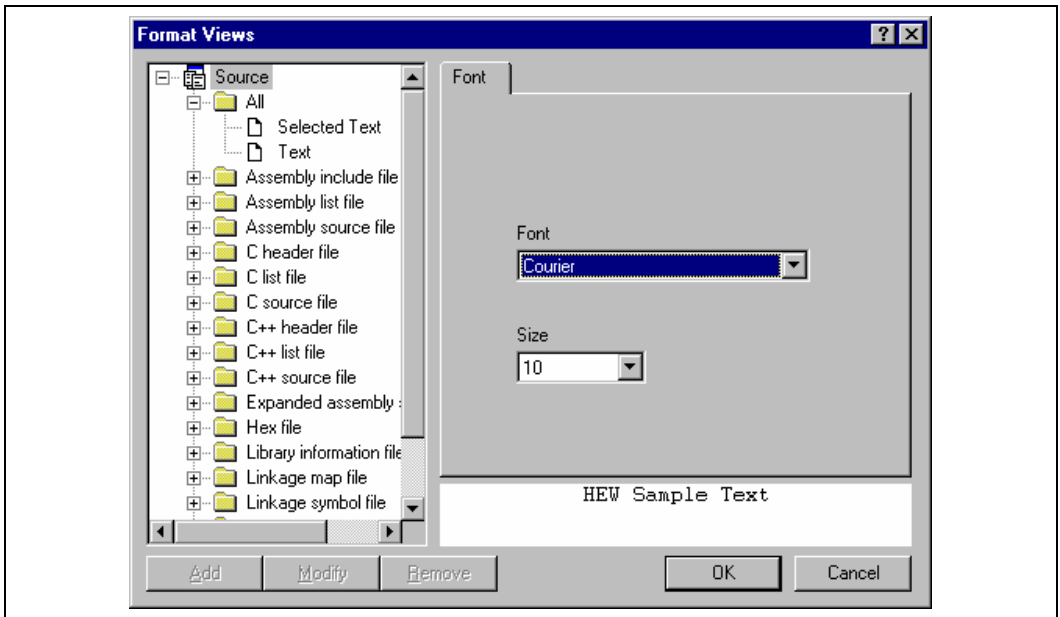 Format Views
Source
All
Selected Text
Text
Assembly include file
Assembly list file
Assembly source file
C header file
C list file
C source file
C++ header file
C++ list file
C++ source file
Expanded assembly
Hex file
Library information file
Linkage map file
Linkage symbol file
Font
Font
Courier
Size
10
HEW Sample Text
Add
Modify
Remove
OK
Cancel